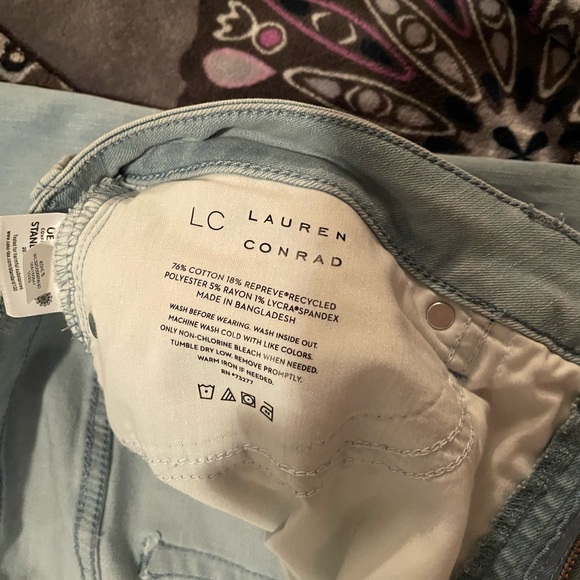 LC LAUREN
CONRAD
76% COTTON 18% REPREVE®RECYCLED
POLYESTER 5% RAYON 1% LYCRA®SPANDEX
MADE IN BANGLADESH
WASH BEFORE WEARING. WASH INSIDE OUT.
MACHINE WASH COLD WITH LIKE COLORS.
ONLY NON-CHLORINE BLEACH WHEN NEEDED.
TUMBLE DRY LOW. REMOVE PROMPTLY.
WARM IRON IF NEEDED.
RN #73277
STAN